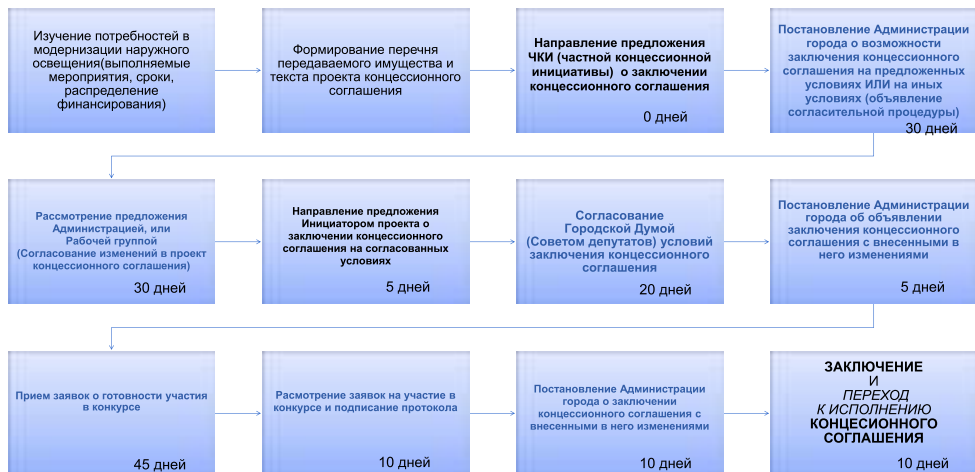 Изучение потребностей в
модернизации наружного
освещения(выполняемые
мероприятия, сроки,
распределение
финансирования)
Формирование перечня
передаваемого имущества и
текста проекта концессионного
соглашения
Направление предложения
ЧКИ (частной концессионной
инициативы)  о заключении
концессионного соглашения
0 дней
Постановление Администрации
города о возможности
заключения концессионного
соглашения на предложенных
условиях ИЛИ на иных
условиях (объявление
согласительной процедуры)
30 дней
Рассмотрение предложения
Администрацией, или
Рабочей группой
(Согласование изменений в проект
концессионного соглашения)
30 дней
Направление предложения
Инициатором проекта о
заключении концессионного
соглашения на согласованных
условиях
5 дней
Согласование
Городской Думой
(Советом депутатов) условий
заключения концессионного
соглашения
20 дней
Постановление Администрации
города об объявлении
заключения концессионного
соглашения с внесенными в
него изменениями
5 дней
Прием заявок о готовности участия
в конкурсе
45 дней
Расмотрение заявок на участие в
конкурсе и подписание протокола
10 дней
Постановление Администрации
города о заключении
концессионного соглашения с
внесенными в него изменениями
10 дней
ЗАКЛЮЧЕНИЕ
И
ПЕРЕХОД
К ИСПОЛНЕНИЮ
КОНЦЕСИОННОГО
СОГЛАШЕНИЯ
10 дней